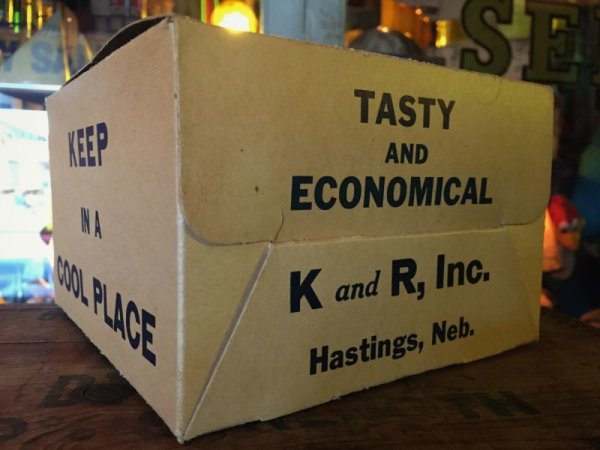 KEEP
IN A
COOL PLACE
TASTY
AND
ECONOMICAL
K and R, Inc.
Hastings, Neb.